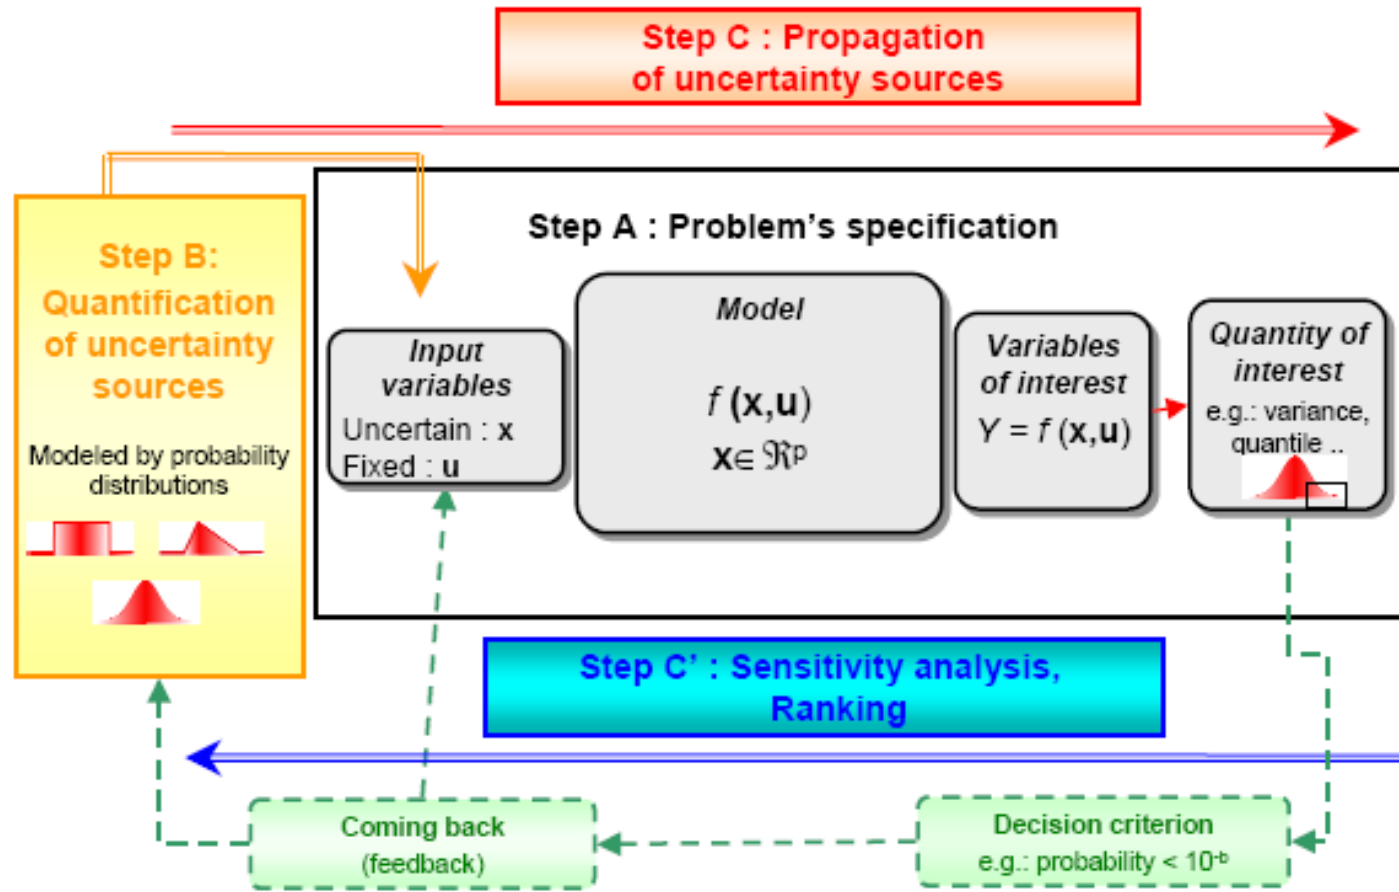 Step C : Propagation
of uncertainty sources
Step A : Problem's specification
Step B:
Quantification
of uncertainty
sources
Modeled by probability
distributions
Input
variables
Uncertain : x
Fixed : u
Model
f (x,u)
x∈ ℜᵖ
Variables
of interest
Y = f (x,u)
Quantity of
interest
e.g.: variance,
quantile ..
Step C' : Sensitivity analysis,
Ranking
Coming back
(feedback)
Decision criterion
e.g.: probability < 10⁻ᵇ